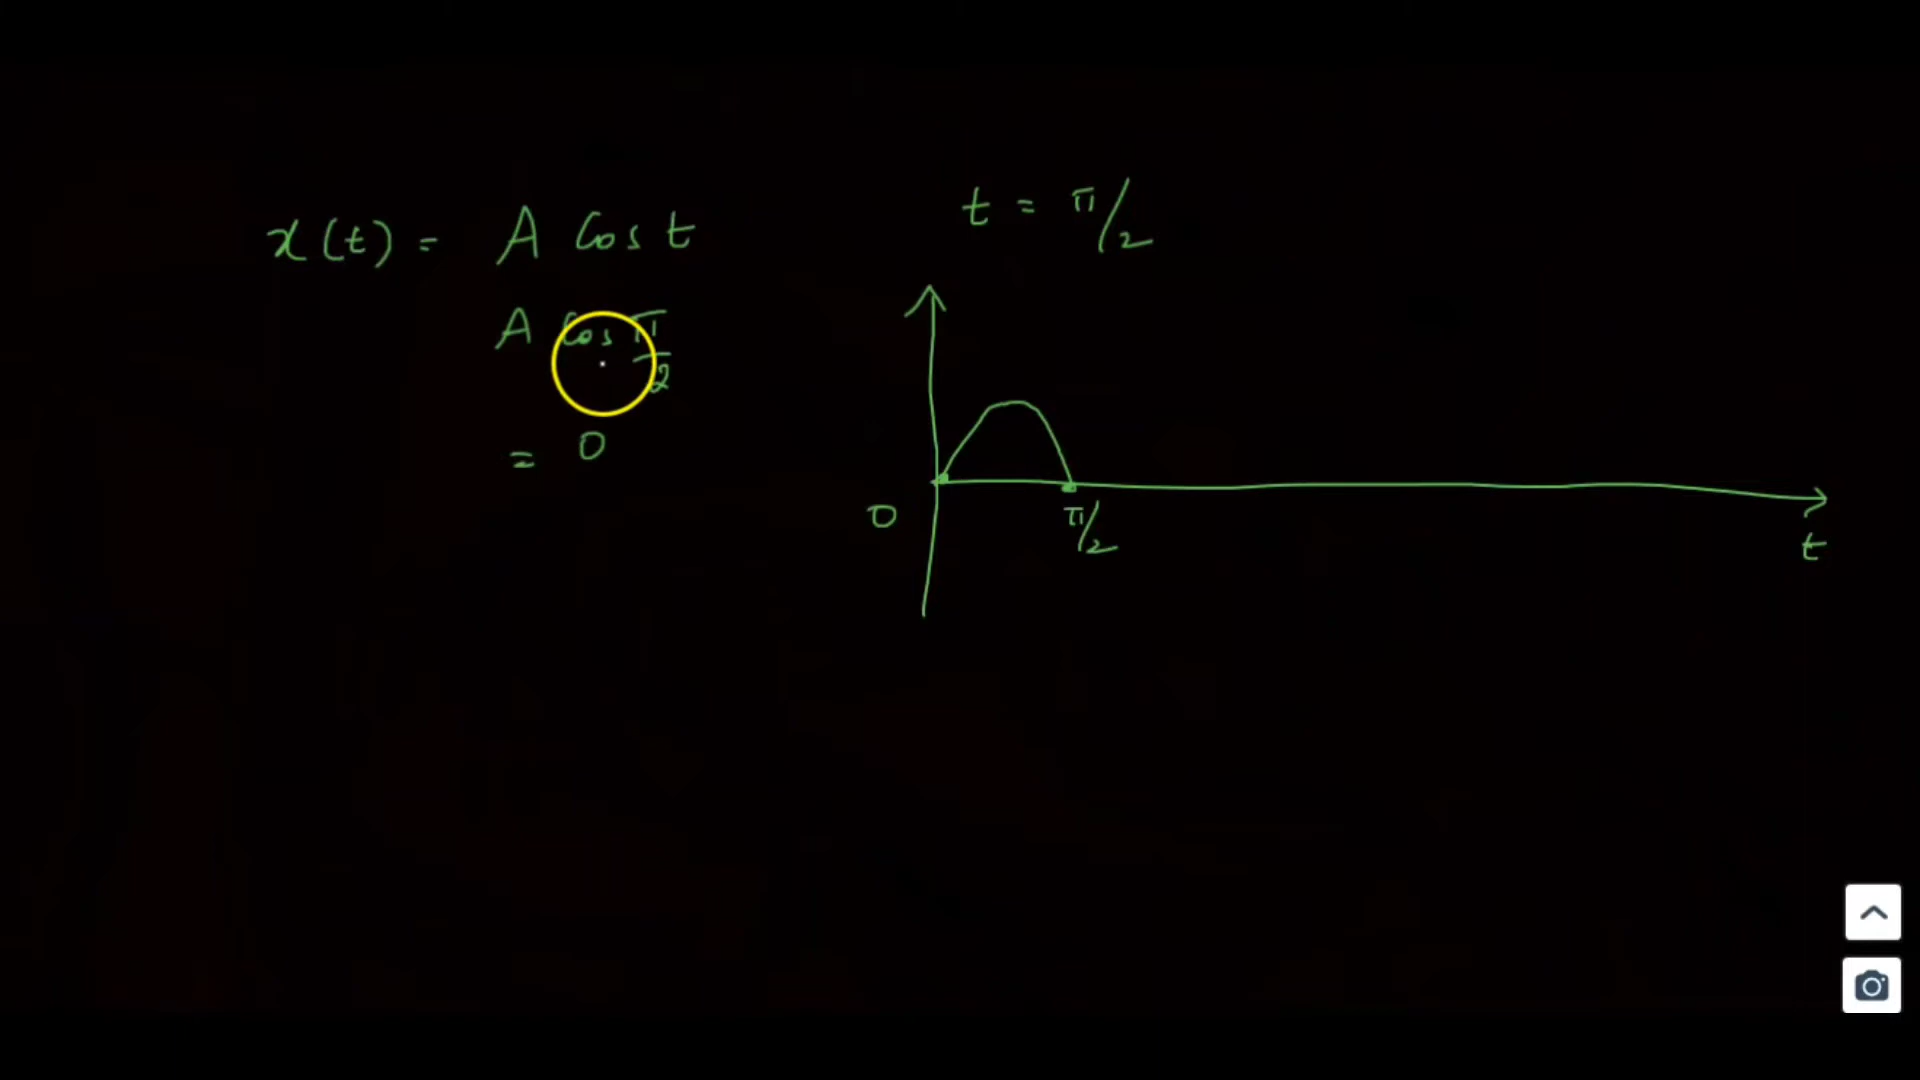 x(t) = A Cos t
A Cos π/2
= 0
t = π/2
0
π/2
t